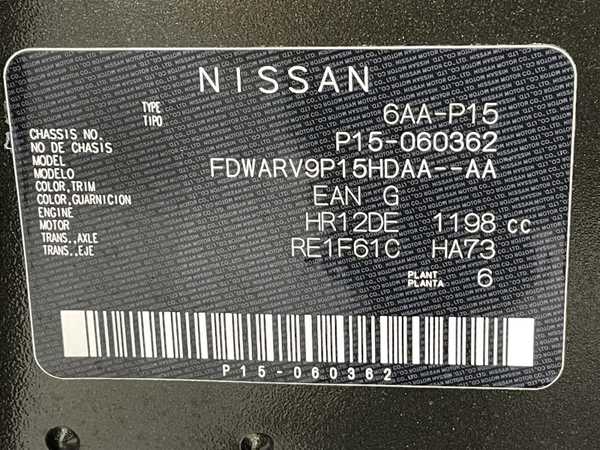 NISSAN
TYPE
TIPO 6AA-P15
CHASSIS NO.
NO DE CHASSIS P15-060362
MODEL
MODELO FDWARV9P15HDAA--AA
COLOR,TRIM
COLOR,GUARNICION EAN G
ENGINE
MOTOR HR12DE 1198 cc
TRANS.,AXLE
TRANS.,EJE RE1F61C HA73
PLANT
PLANTA 6
P15-060362